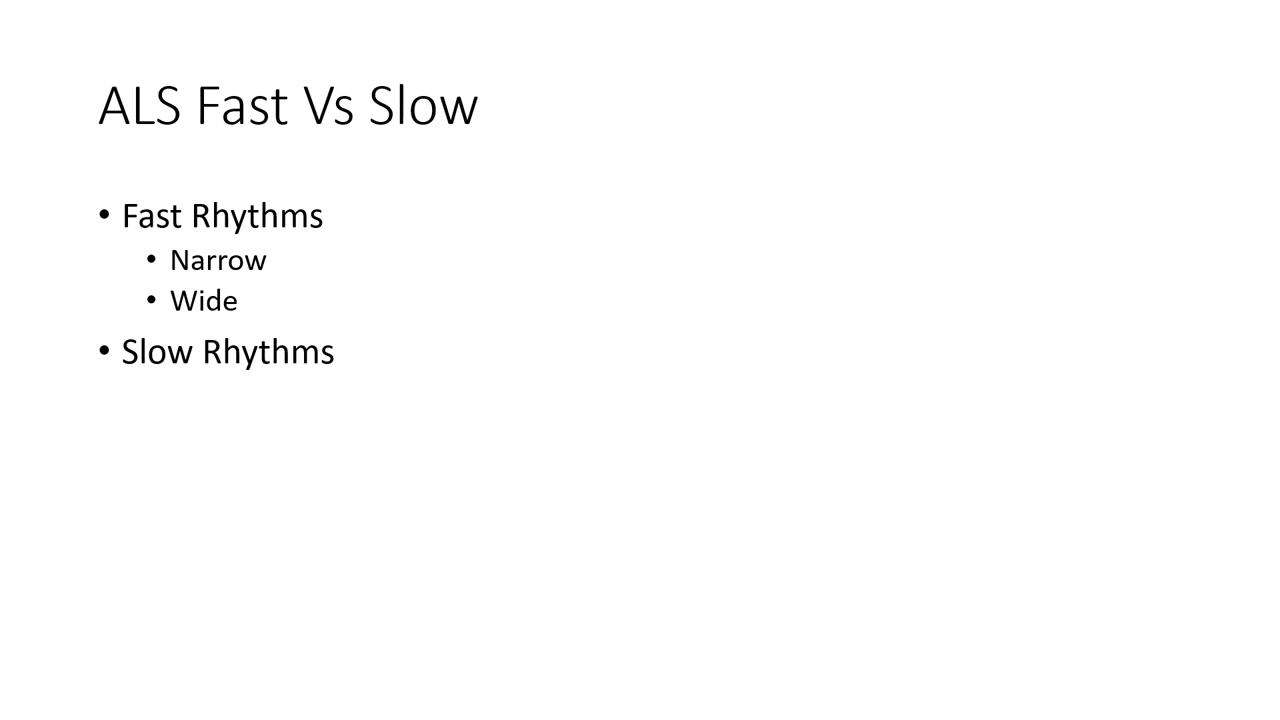 ALS Fast Vs Slow
• Fast Rhythms
• Narrow
• Wide
• Slow Rhythms